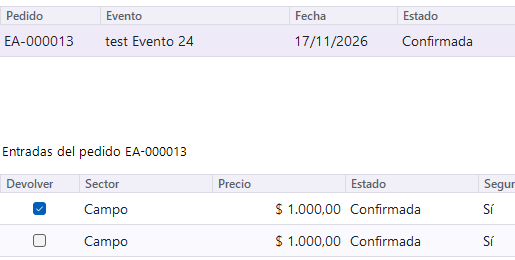 Pedido Evento Fecha Estado
EA-000013 test Evento 24 17/11/2026 Confirmada
Entradas del pedido EA-000013
Devolver Sector Precio Estado Segur
Campo $ 1.000,00 Confirmada Sí
Campo $ 1.000,00 Confirmada Sí